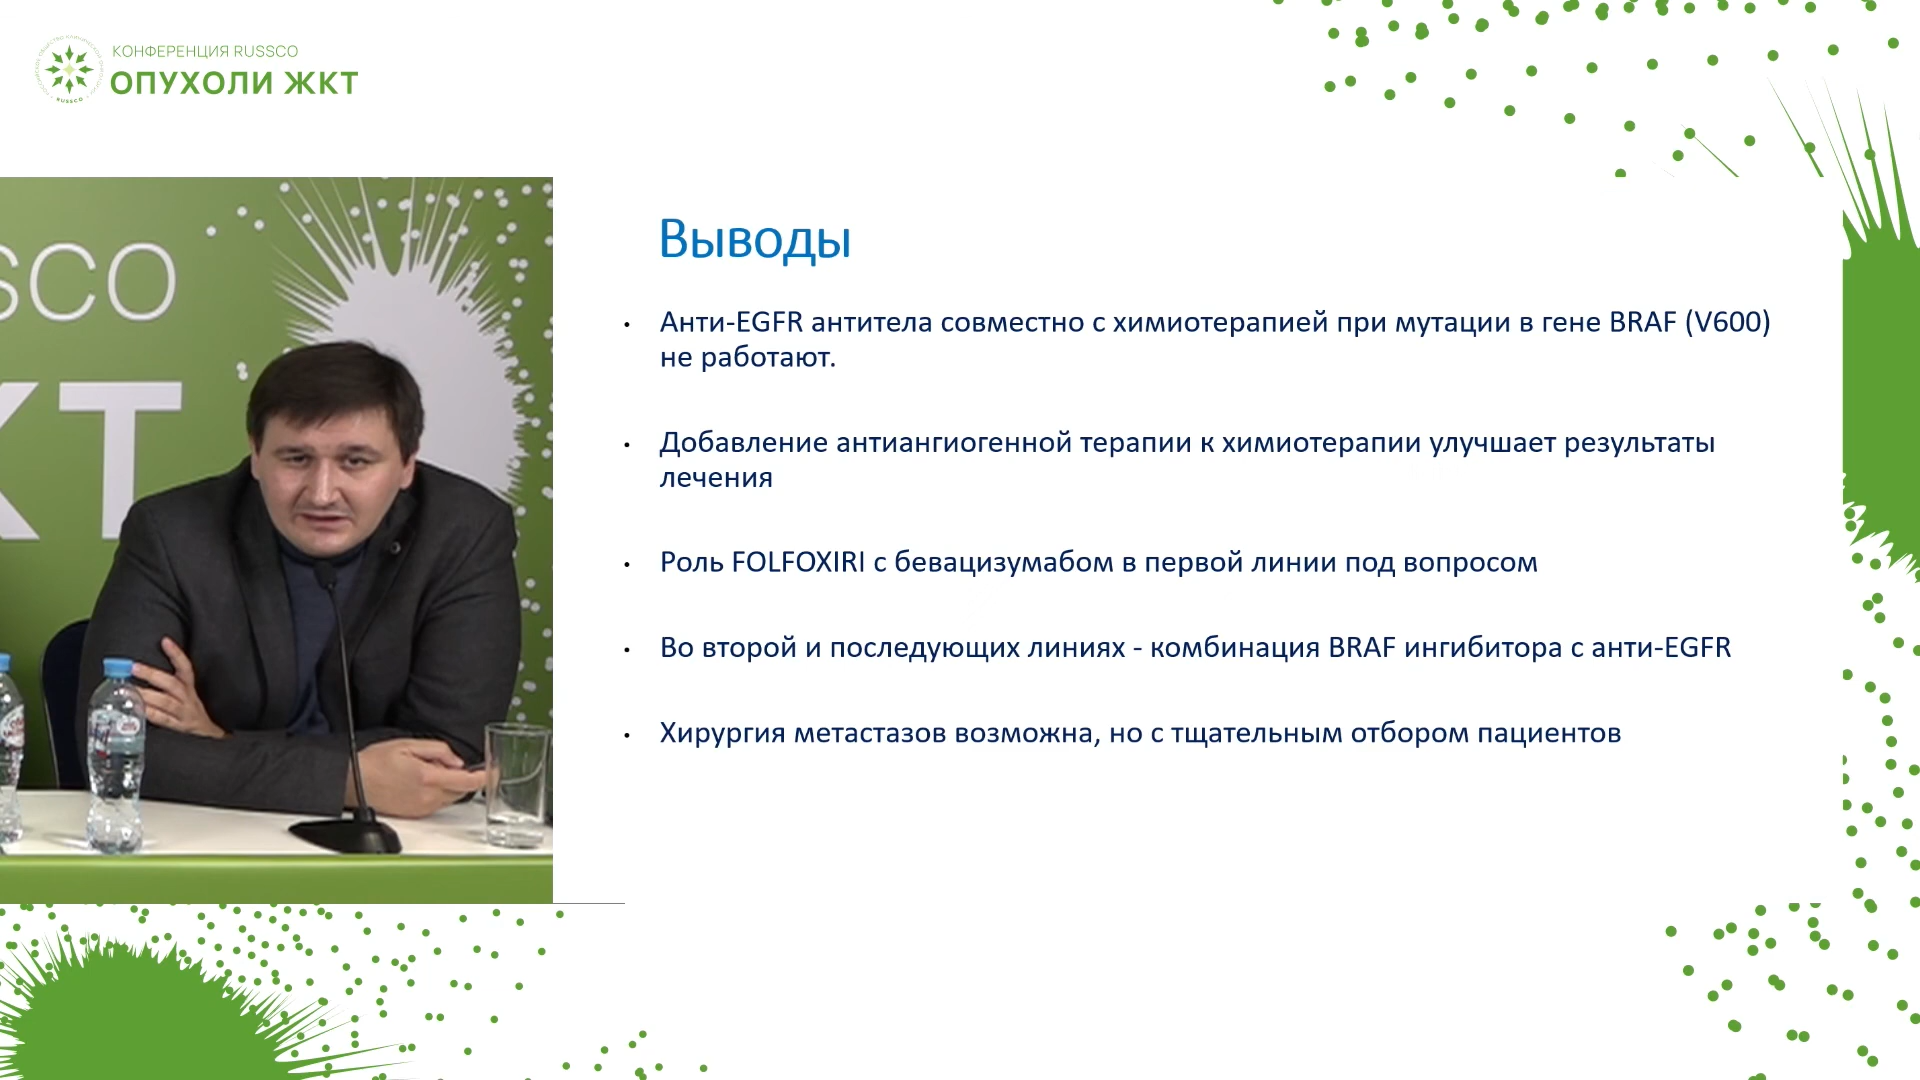 КОНФЕРЕНЦИЯ RUSSCO
ОПУХОЛИ ЖКТ
RUSSCO
SCO
КТ
Выводы
Анти-EGFR антитела совместно с химиотерапией при мутации в гене BRAF (V600)
не работают.
Добавление антиангиогенной терапии к химиотерапии улучшает результаты
лечения
Роль FOLFOXIRI с бевацизумабом в первой линии под вопросом
Во второй и последующих линиях - комбинация BRAF ингибитора с анти-EGFR
Хирургия метастазов возможна, но с тщательным отбором пациентов